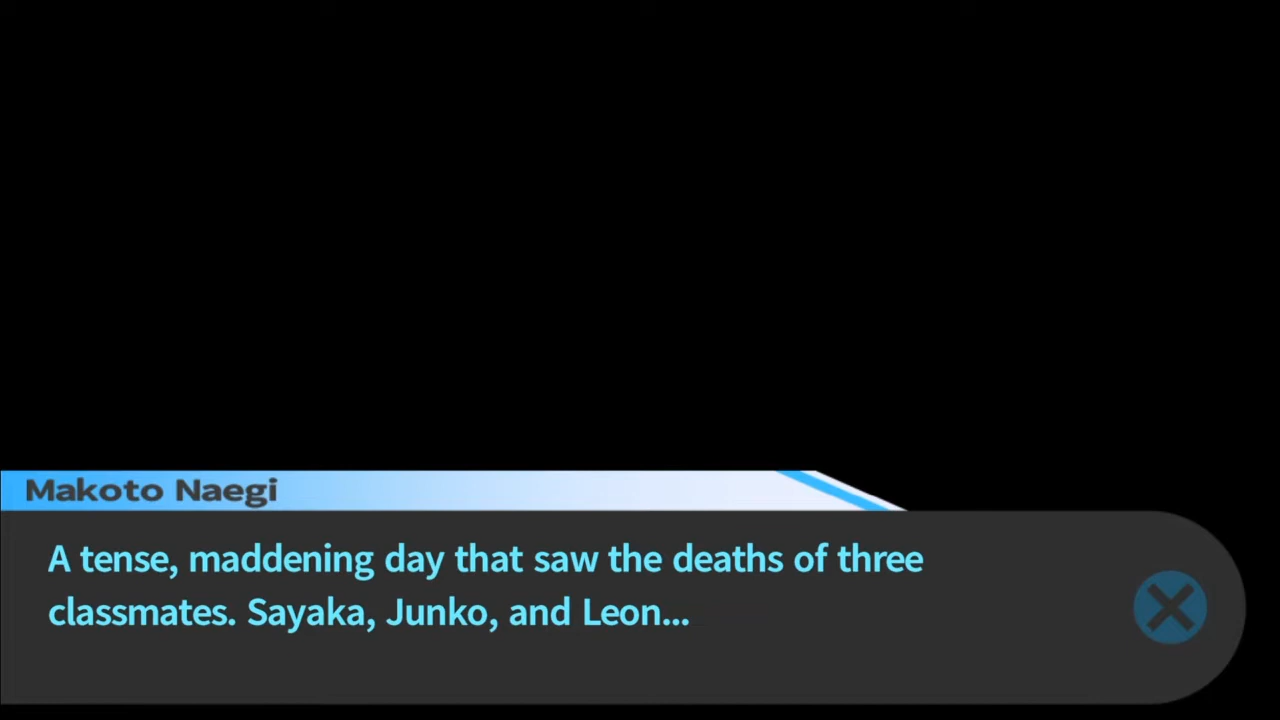 Makoto Naegi
A tense, maddening day that saw the deaths of three
classmates. Sayaka, Junko, and Leon...